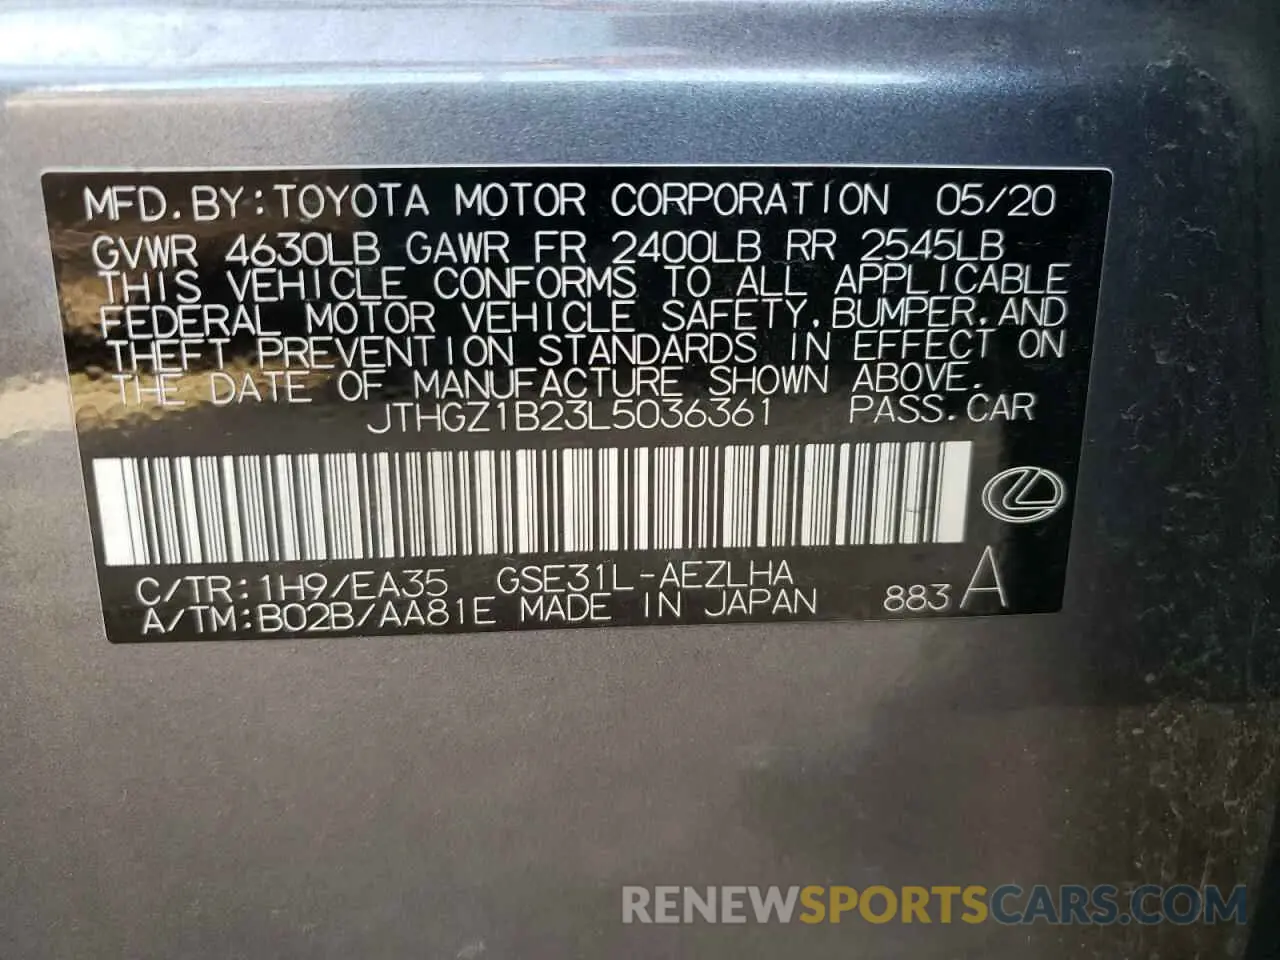 MFD. BY: TOYOTA MOTOR CORPORATION 05/20
GVWR 4630LB GAWR FR 2400LB RR 2545LB
THIS VEHICLE CONFORMS TO ALL APPLICABLE
FEDERAL MOTOR VEHICLE SAFETY, BUMPER, AND
THEFT PREVENTION STANDARDS IN EFFECT ON
THE DATE OF MANUFACTURE SHOWN ABOVE.
JTHGZ1B23L5036361 PASS. CAR
C/TR: 1H9/EA35 GSE31L-AEZLHA
A/TM: B02B/AA81E MADE IN JAPAN 883 A
RENEWSPORTSCARS.COM